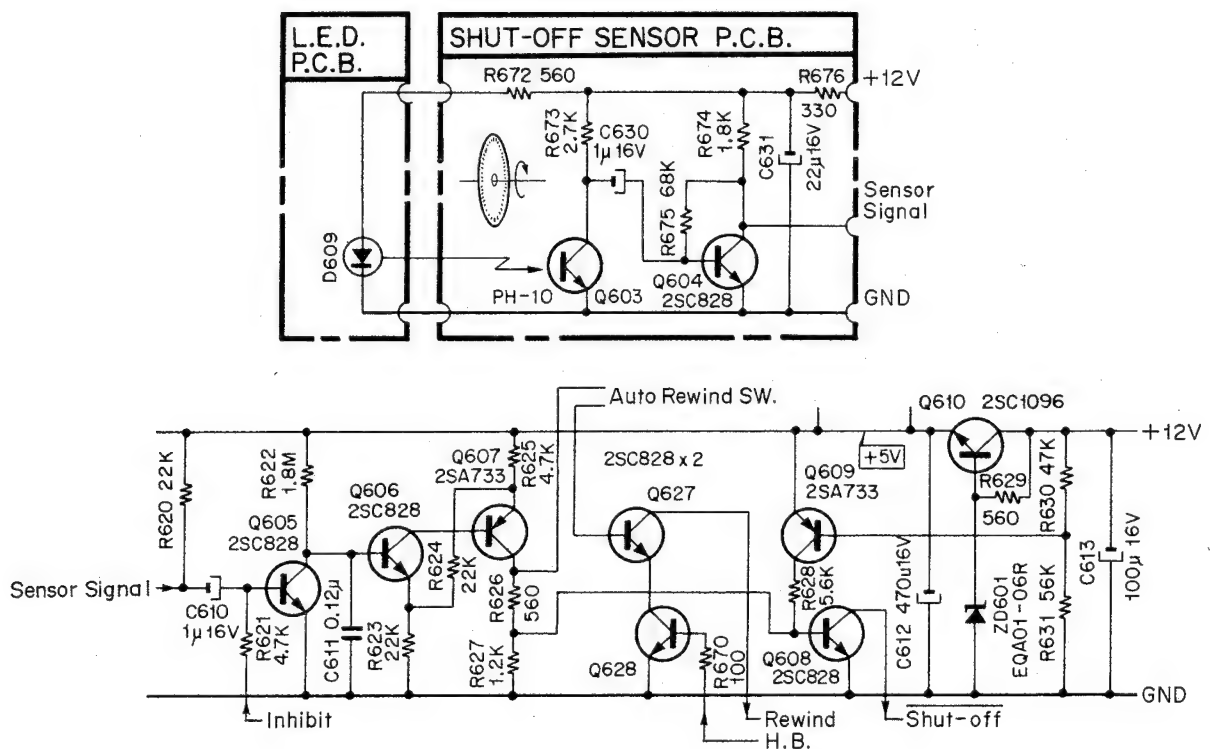 L.E.D.
P.C.B.
SHUT-OFF SENSOR P.C.B.
R672 560
R676
330
+12V
R673
2.7K
C630
1μ16V
R674
1.8K
C631
22μ16V
R675 68K
Sensor
Signal
D609
PH-10
Q603
Q604
2SC828
GND
Auto Rewind SW.
Q610 2SC1096
+12V
+5V
R620 22K
R622
1.8M
Q605
2SC828
Q606
2SC828
Q607
2SA733
R625
4.7K
2SC828 x 2
Q627
Q609
2SA733
R629
560
R630 47K
Sensor Signal
C610
1μ16V
R621
4.7K
C611 0.12μ
R623
22K
R624
22K
R626
560
R627
1.2K
Q628
R670
100
R628
5.6K
Q608
2SC828
C612 470u16V
ZD601
EQA01-06R
R631 56K
C613
100μ 16V
GND
Inhibit
Rewind
H.B.
Shut-off